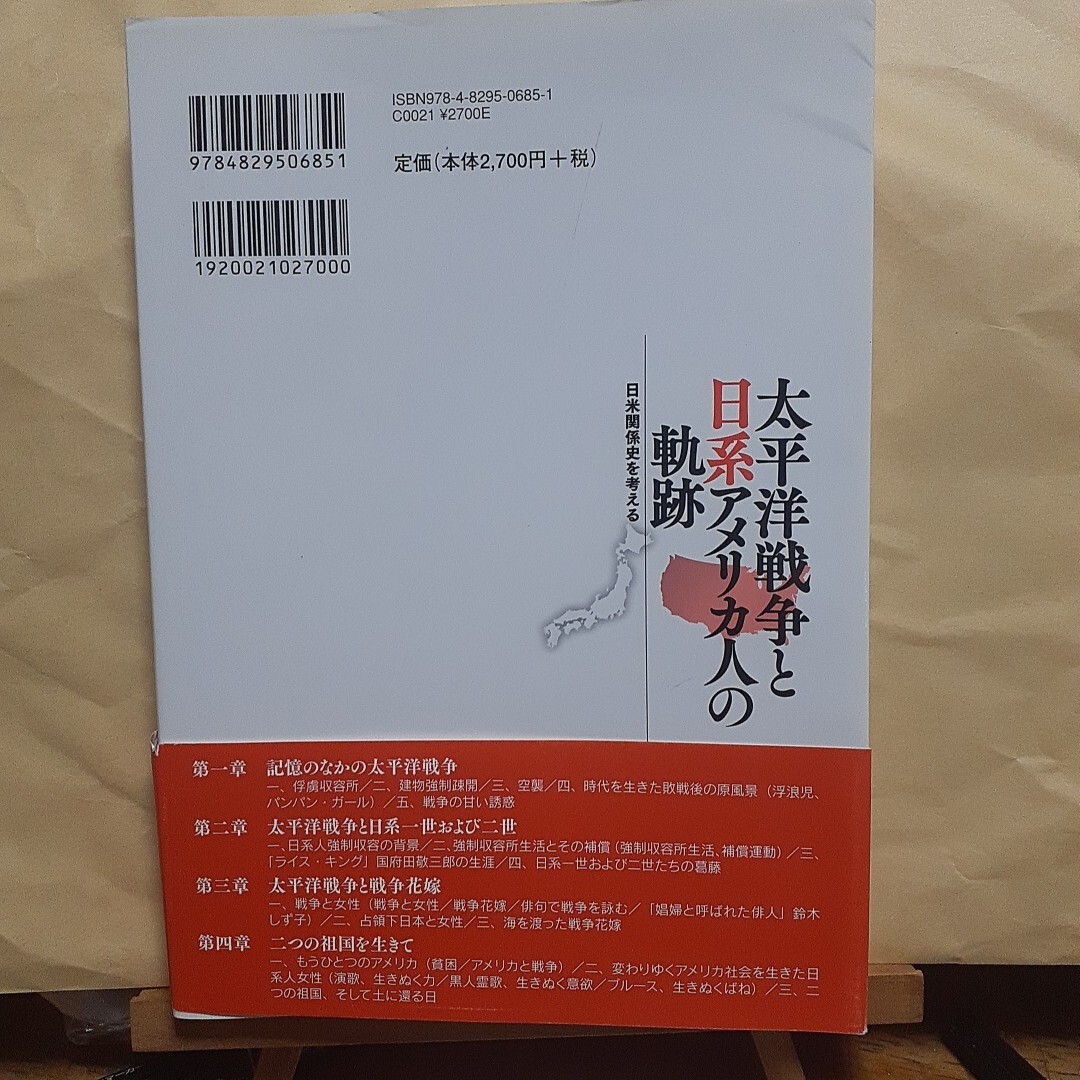 ISBN978-4-8295-0685-1
C0021 ¥2700E
9784829506851
定価(本体2,700円+税)
1920021027000
太平洋戦争と
日系アメリカ人の
軌跡
日米関係史を考える
第一章 記憶のなかの太平洋戦争
一、俘虜収容所／二、建物強制疎開／三、空襲／四、時代を生きた敗戦後の原風景（浮浪児、
パンパン・ガール）／五、戦争の甘い誘惑
第二章 太平洋戦争と日系一世および二世
一、日系人強制収容の背景／二、強制収容所生活とその補償（強制収容所生活、補償運動）／三、
「ライス・キング」国府田敬三郎の生涯／四、日系一世および二世たちの葛藤
第三章 太平洋戦争と戦争花嫁
一、戦争と女性（戦争と女性／戦争花嫁／俳句で戦争を詠む／「娼婦と呼ばれた俳人」鈴木
しず子）／二、占領下日本と女性／三、海を渡った戦争花嫁
第四章 二つの祖国を生きて
一、もうひとつのアメリカ（貧困／アメリカと戦争）／二、変わりゆくアメリカ社会を生きた日
系人女性（演歌、生きぬく力／黒人霊歌、生きぬく意欲／ブルース、生きぬくばね）／三、二
つの祖国、そして土に還る日